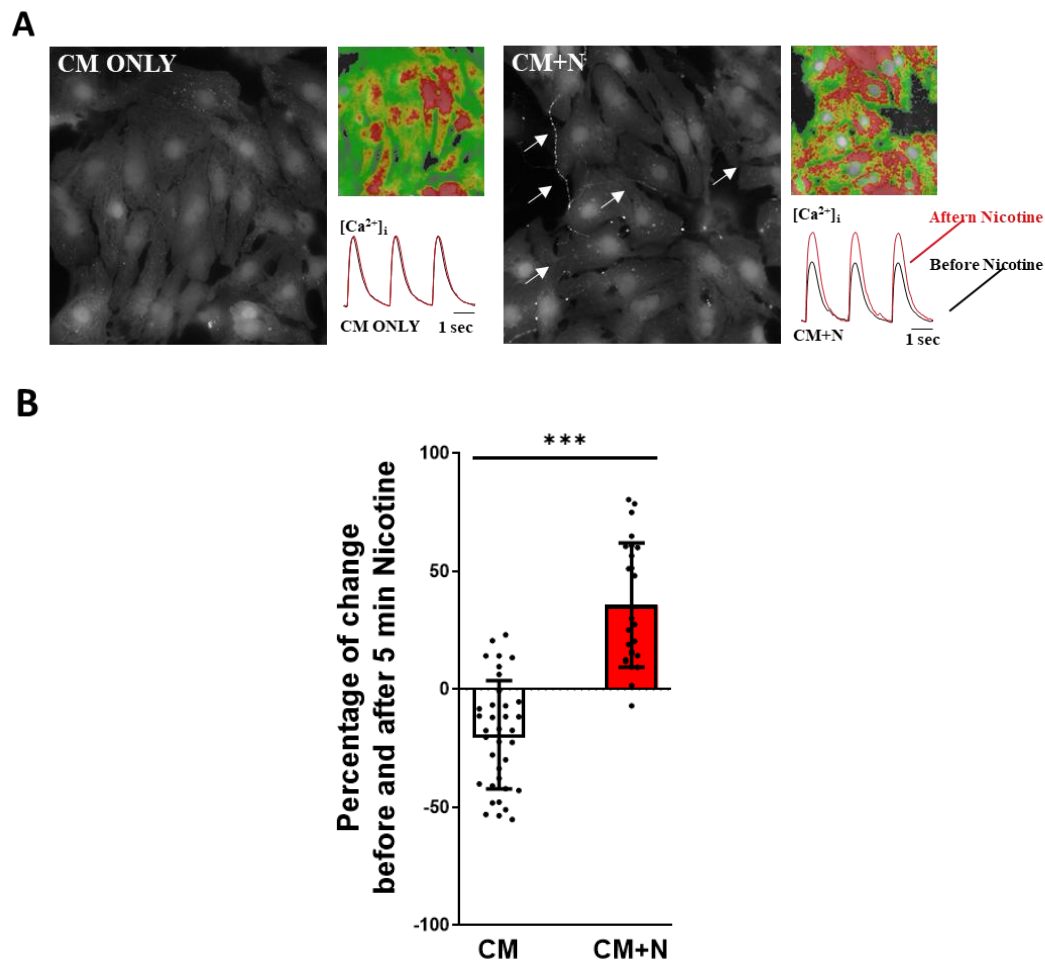 A
CM ONLY
[Ca²⁺]ᵢ
CM ONLY
1 sec
CM+N
[Ca²⁺]ᵢ
Aftern Nicotine
Before Nicotine
CM+N
1 sec
B
***
Percentage of change
before and after 5 min Nicotine
100
50
0
-50
-100
CM
CM+N